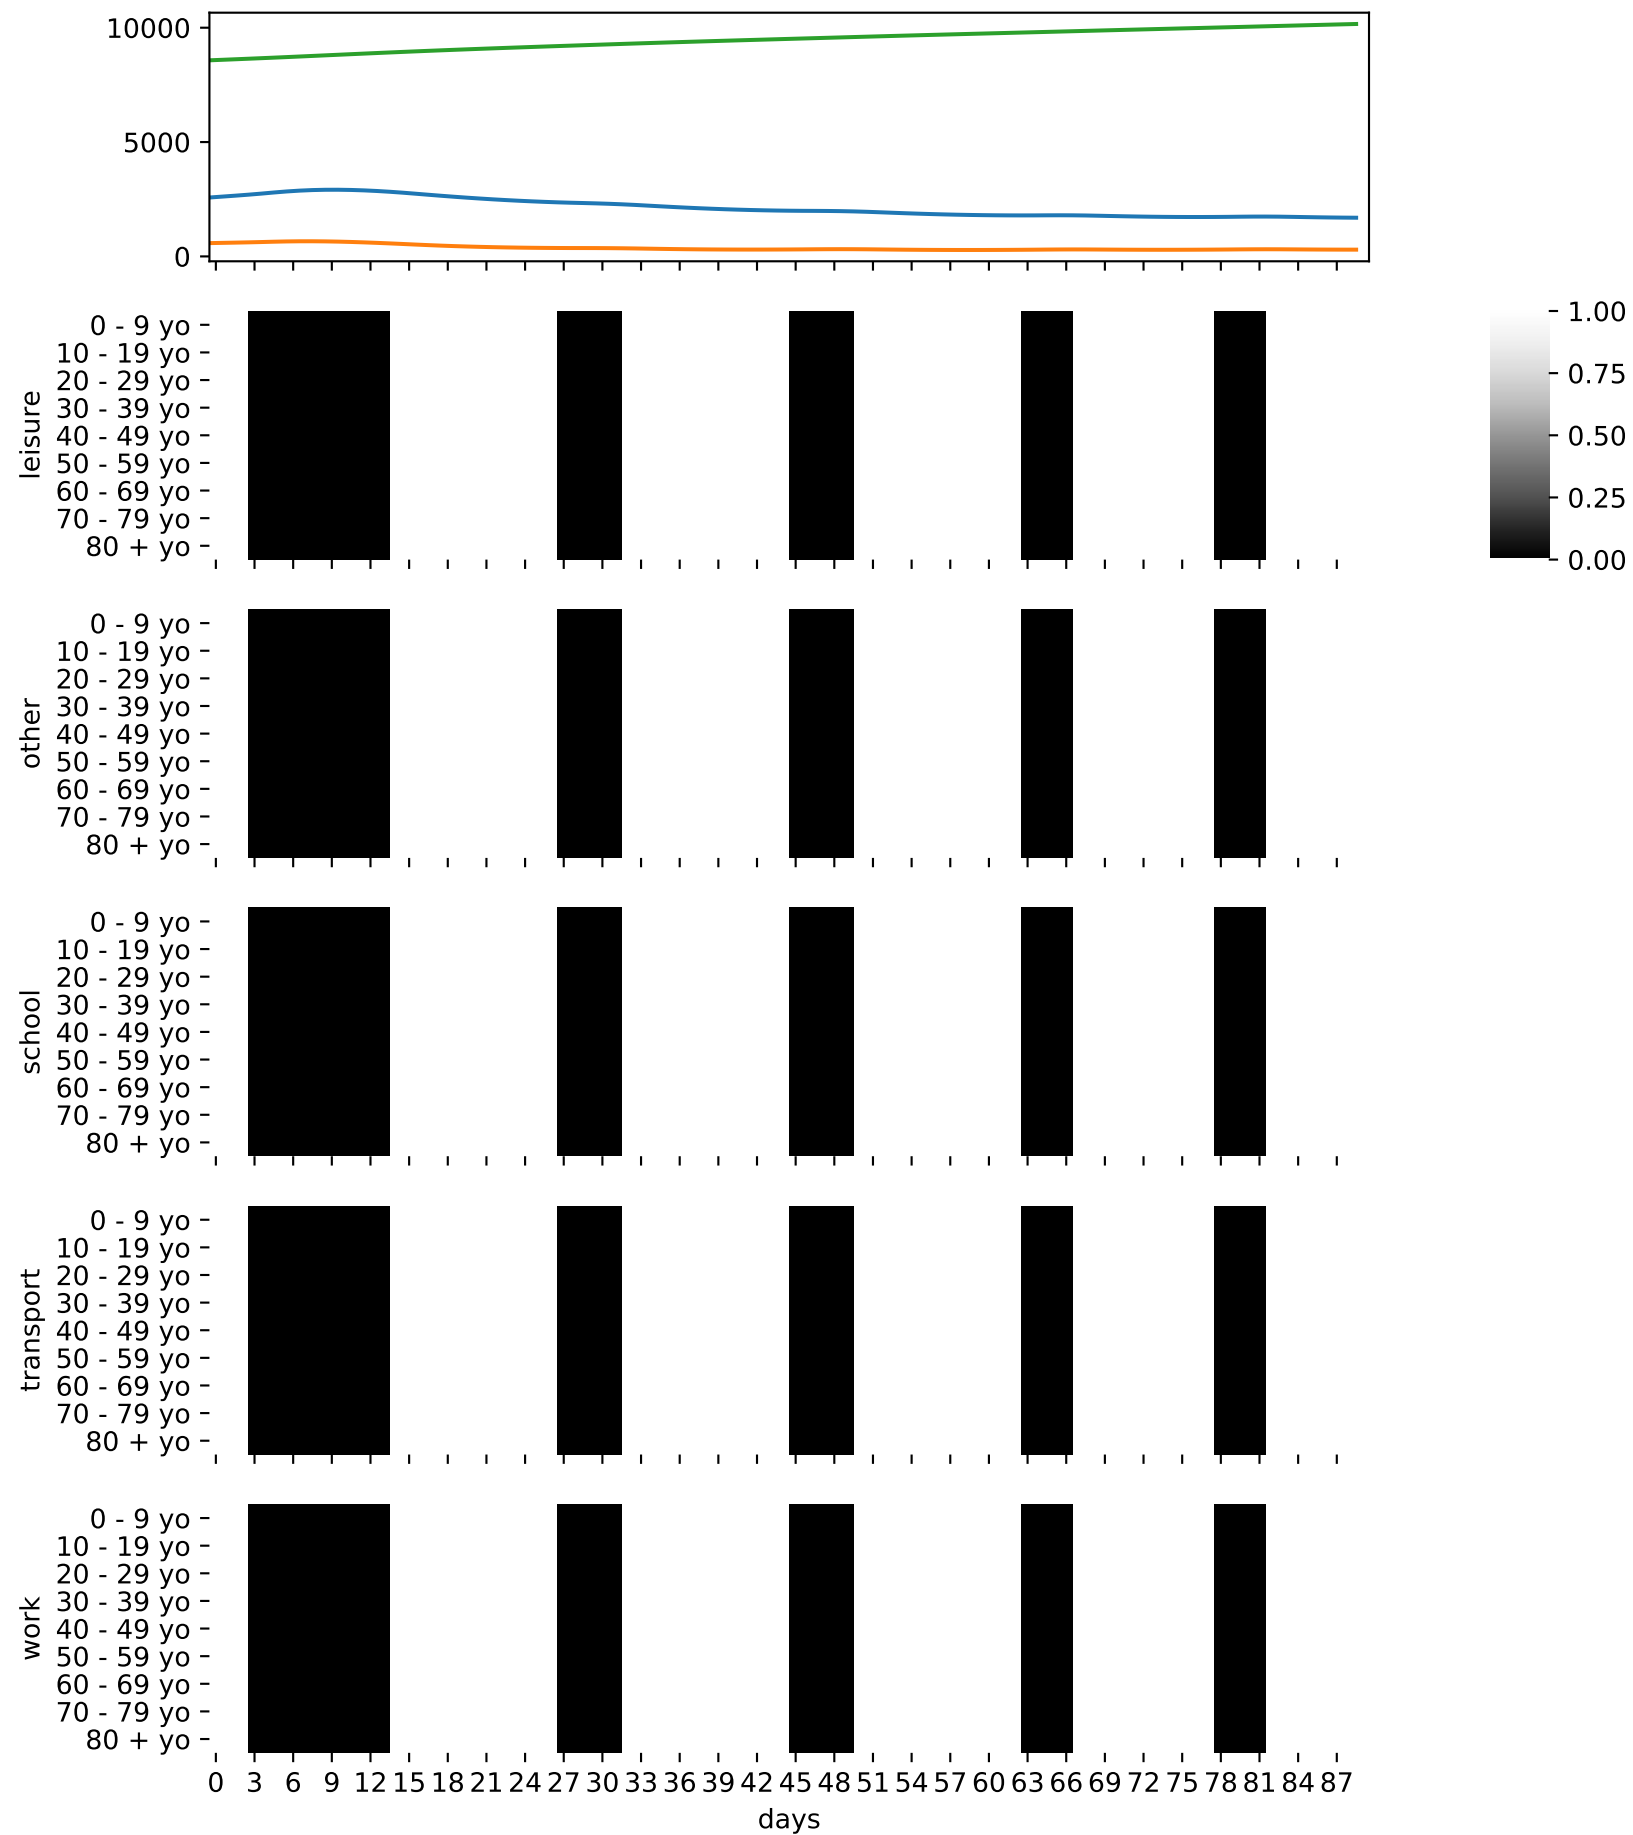 10000
5000
0
leisure
0 - 9 yo
10 - 19 yo
20 - 29 yo
30 - 39 yo
40 - 49 yo
50 - 59 yo
60 - 69 yo
70 - 79 yo
80 + yo
1.00
0.75
0.50
0.25
0.00
other
0 - 9 yo
10 - 19 yo
20 - 29 yo
30 - 39 yo
40 - 49 yo
50 - 59 yo
60 - 69 yo
70 - 79 yo
80 + yo
school
0 - 9 yo
10 - 19 yo
20 - 29 yo
30 - 39 yo
40 - 49 yo
50 - 59 yo
60 - 69 yo
70 - 79 yo
80 + yo
transport
0 - 9 yo
10 - 19 yo
20 - 29 yo
30 - 39 yo
40 - 49 yo
50 - 59 yo
60 - 69 yo
70 - 79 yo
80 + yo
work
0 - 9 yo
10 - 19 yo
20 - 29 yo
30 - 39 yo
40 - 49 yo
50 - 59 yo
60 - 69 yo
70 - 79 yo
80 + yo
0 3 6 9 12 15 18 21 24 27 30 33 36 39 42 45 48 51 54 57 60 63 66 69 72 75 78 81 84 87
days